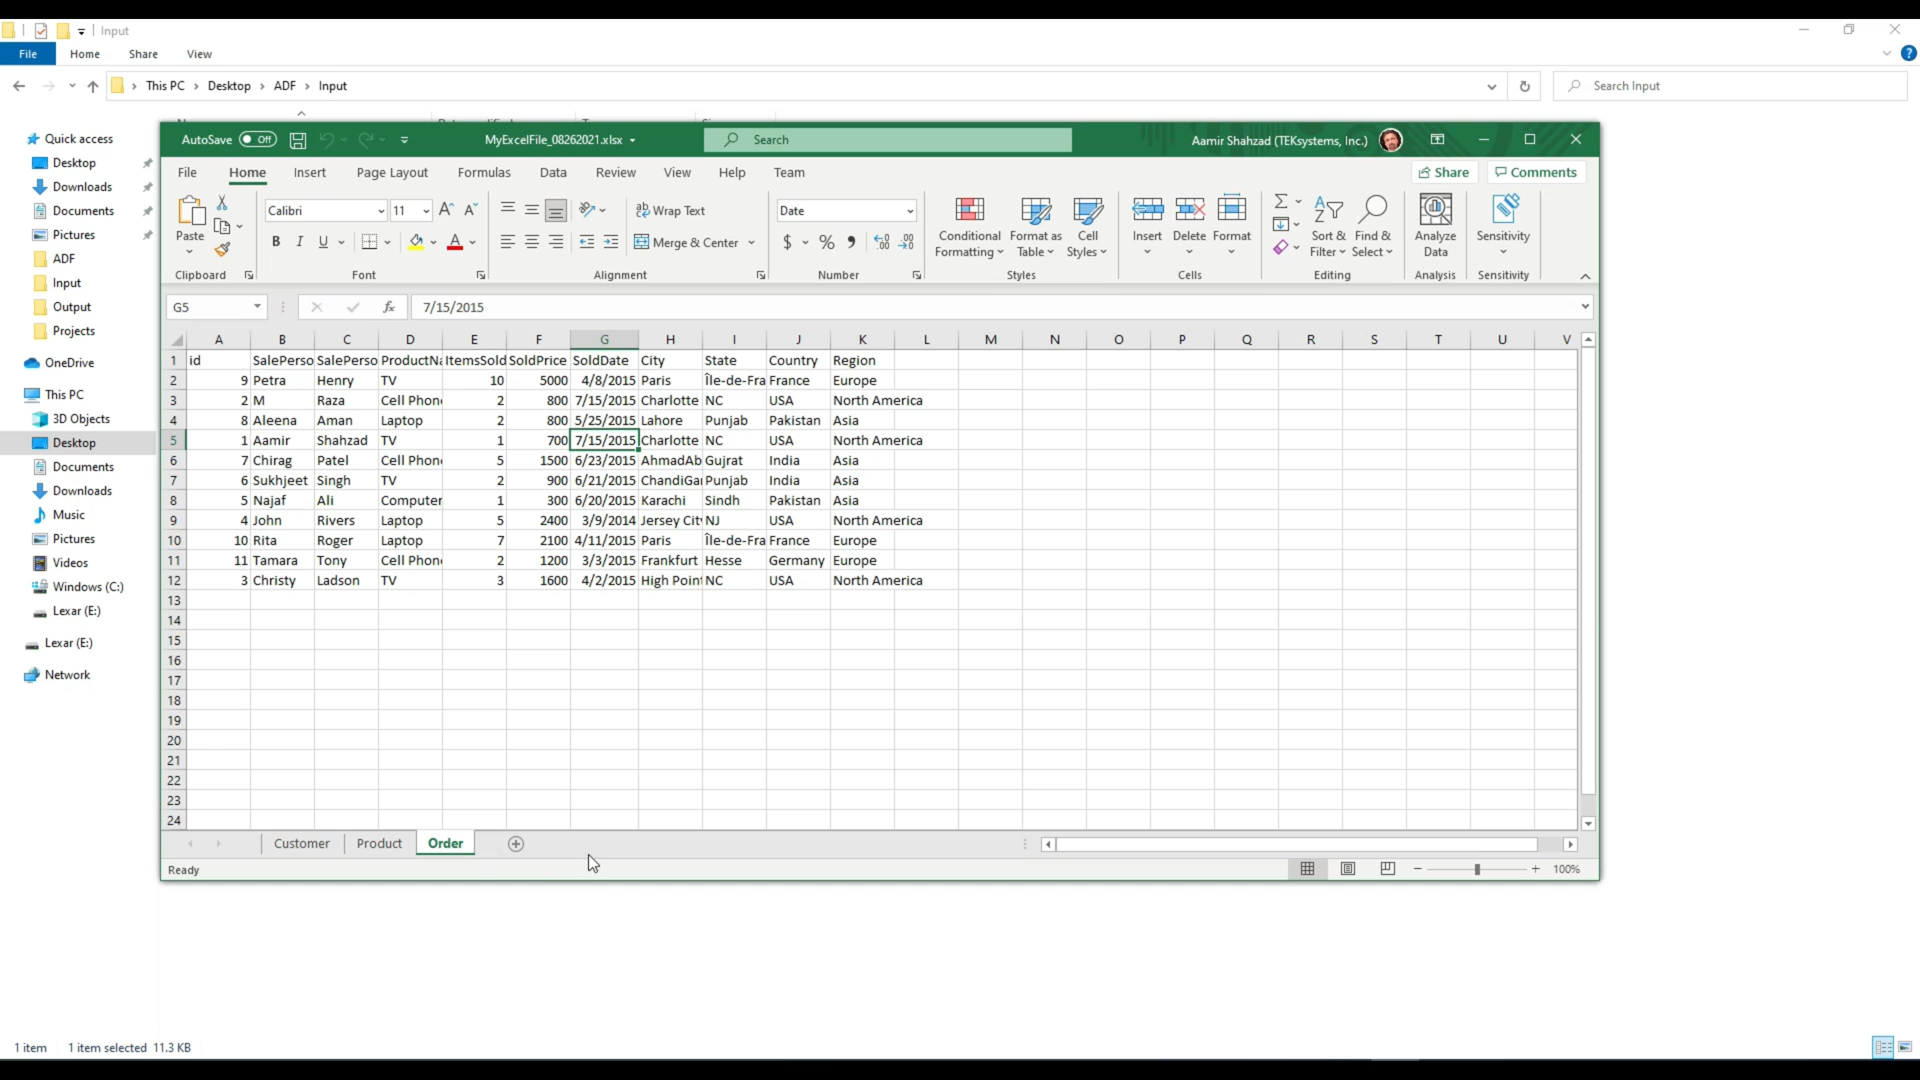 Input
File Home Share View
This PC > Desktop > ADF > Input
Search Input
Quick access
Desktop
Downloads
Documents
Pictures
ADF
Input
Output
Projects
OneDrive
This PC
3D Objects
Desktop
Documents
Downloads
Music
Pictures
Videos
Windows (C:)
Lexar (E:)
Lexar (E:)
Network
AutoSave Off MyExcelFile_08262021.xlsx Search Aamir Shahzad (TEKsystems, Inc.)
File Home Insert Page Layout Formulas Data Review View Help Team Share Comments
Calibri 11 Wrap Text Date
Paste B I U Merge & Center $ % Conditional Formatting Format as Table Cell Styles Insert Delete Format Sort & Filter Find & Select Analyze Data Sensitivity
Clipboard Font Alignment Number Styles Cells Editing Analysis Sensitivity
G5 fx 7/15/2015
A B C D E F G H I J K L M N O P Q R S T U V
1 id SalePerso SalePerso ProductNa ItemsSold SoldPrice SoldDate City State Country Region
2 9 Petra Henry TV 10 5000 4/8/2015 Paris Île-de-Fra France Europe
3 2 M Raza Cell Phon 2 800 7/15/2015 Charlotte NC USA North America
4 8 Aleena Aman Laptop 2 800 5/25/2015 Lahore Punjab Pakistan Asia
5 1 Aamir Shahzad TV 1 700 7/15/2015 Charlotte NC USA North America
6 7 Chirag Patel Cell Phon 5 1500 6/23/2015 AhmadAb Gujrat India Asia
7 6 Sukhjeet Singh TV 2 900 6/21/2015 ChandiGa Punjab India Asia
8 5 Najaf Ali Computer 1 300 6/20/2015 Karachi Sindh Pakistan Asia
9 4 John Rivers Laptop 5 2400 3/9/2014 Jersey Cit NJ USA North America
10 10 Rita Roger Laptop 7 2100 4/11/2015 Paris Île-de-Fra France Europe
11 11 Tamara Tony Cell Phon 2 1200 3/3/2015 Frankfurt Hesse Germany Europe
12 3 Christy Ladson TV 3 1600 4/2/2015 High Poin NC USA North America
13
14
15
16
17
18
19
20
21
22
23
24
Customer Product Order
Ready 100%
1 item 1 item selected 11.3 KB